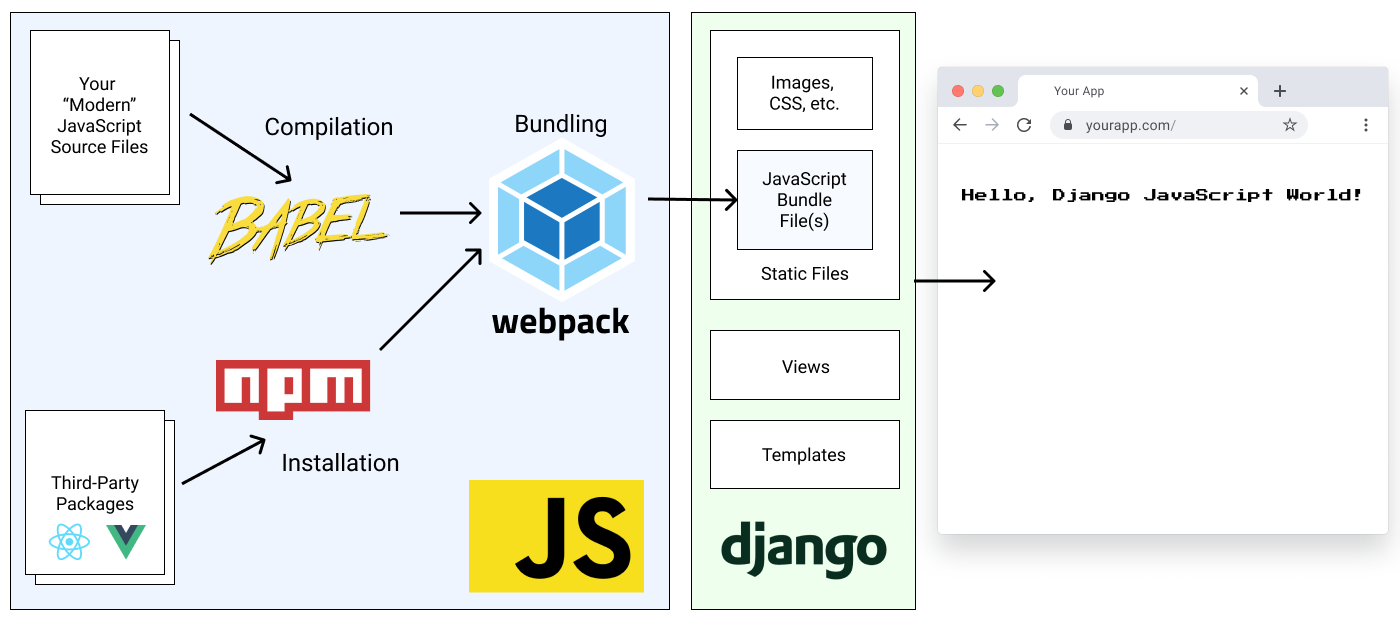 Your
“Modern”
JavaScript
Source Files
Compilation
BABEL
Bundling
webpack
npm
Installation
Third-Party
Packages
JS
Images,
CSS, etc.
JavaScript
Bundle
File(s)
Static Files
Views
Templates
django
Your App
yourapp.com/
Hello, Django JavaScript World!